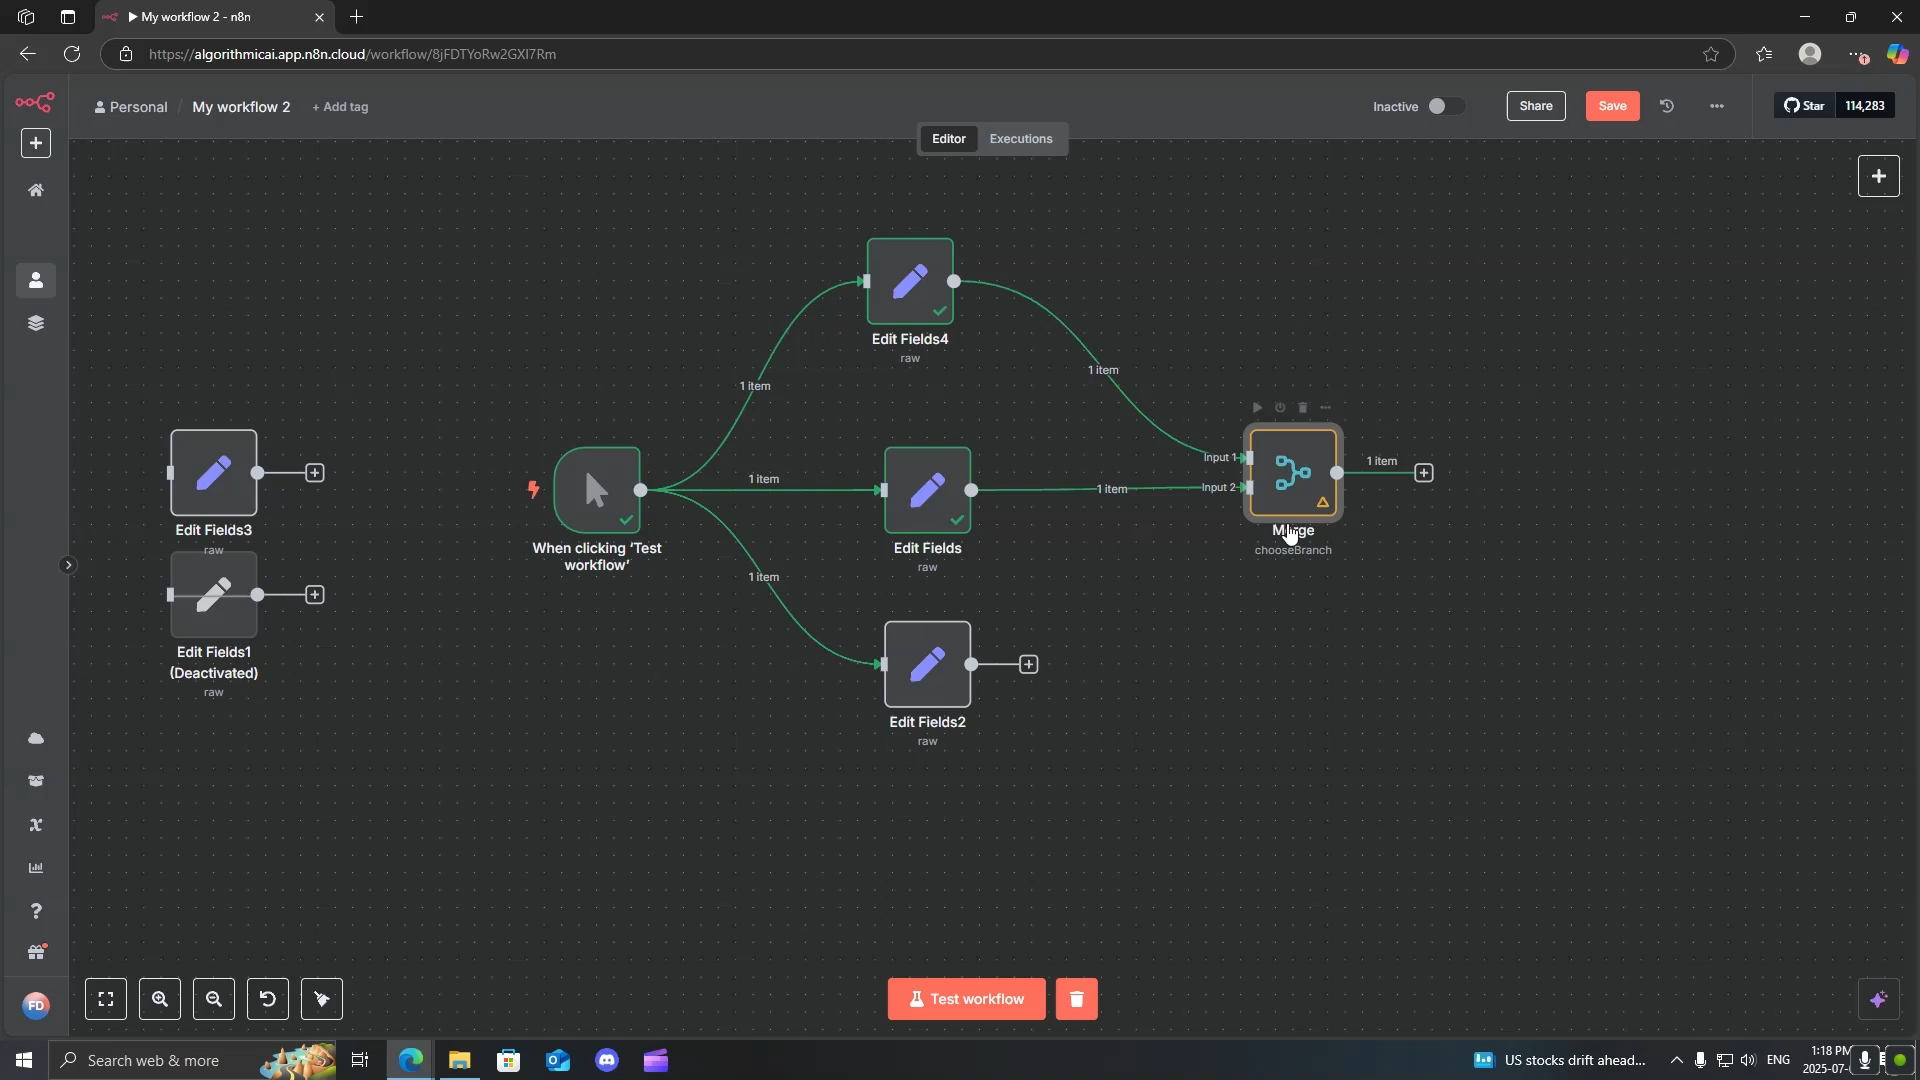 My workflow 2 - n8n
https://algorithmicai.app.n8n.cloud/workflow/8jFDTYoRw2GXI7Rm
Personal / My workflow 2 + Add tag
Inactive
Share
Save
Star 114,283
Editor Executions
Edit Fields4
raw
1 item
1 item
Input 1
1 item
1 item
1 item
Input 2
Merge
chooseBranch
Edit Fields3
raw
When clicking 'Test
workflow'
Edit Fields
raw
1 item
Edit Fields1
(Deactivated)
raw
Edit Fields2
raw
FD
Test workflow
Search web & more
US stocks drift ahead...
ENG
1:18 PM
2025-07-